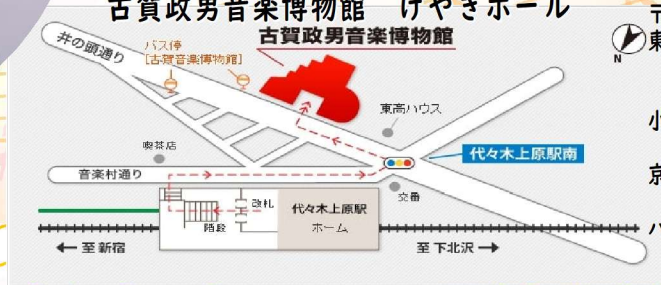 古賀政男音楽博物館 けやきホール
井の頭通り
バス停
[古賀音楽博物館]
古賀政男音楽博物館
N
東高ハウス
喫茶店
代々木上原駅南
音楽村通り
改札
階段
代々木上原駅
ホーム
交番
← 至 新宿
至 下北沢 →
東
小
京